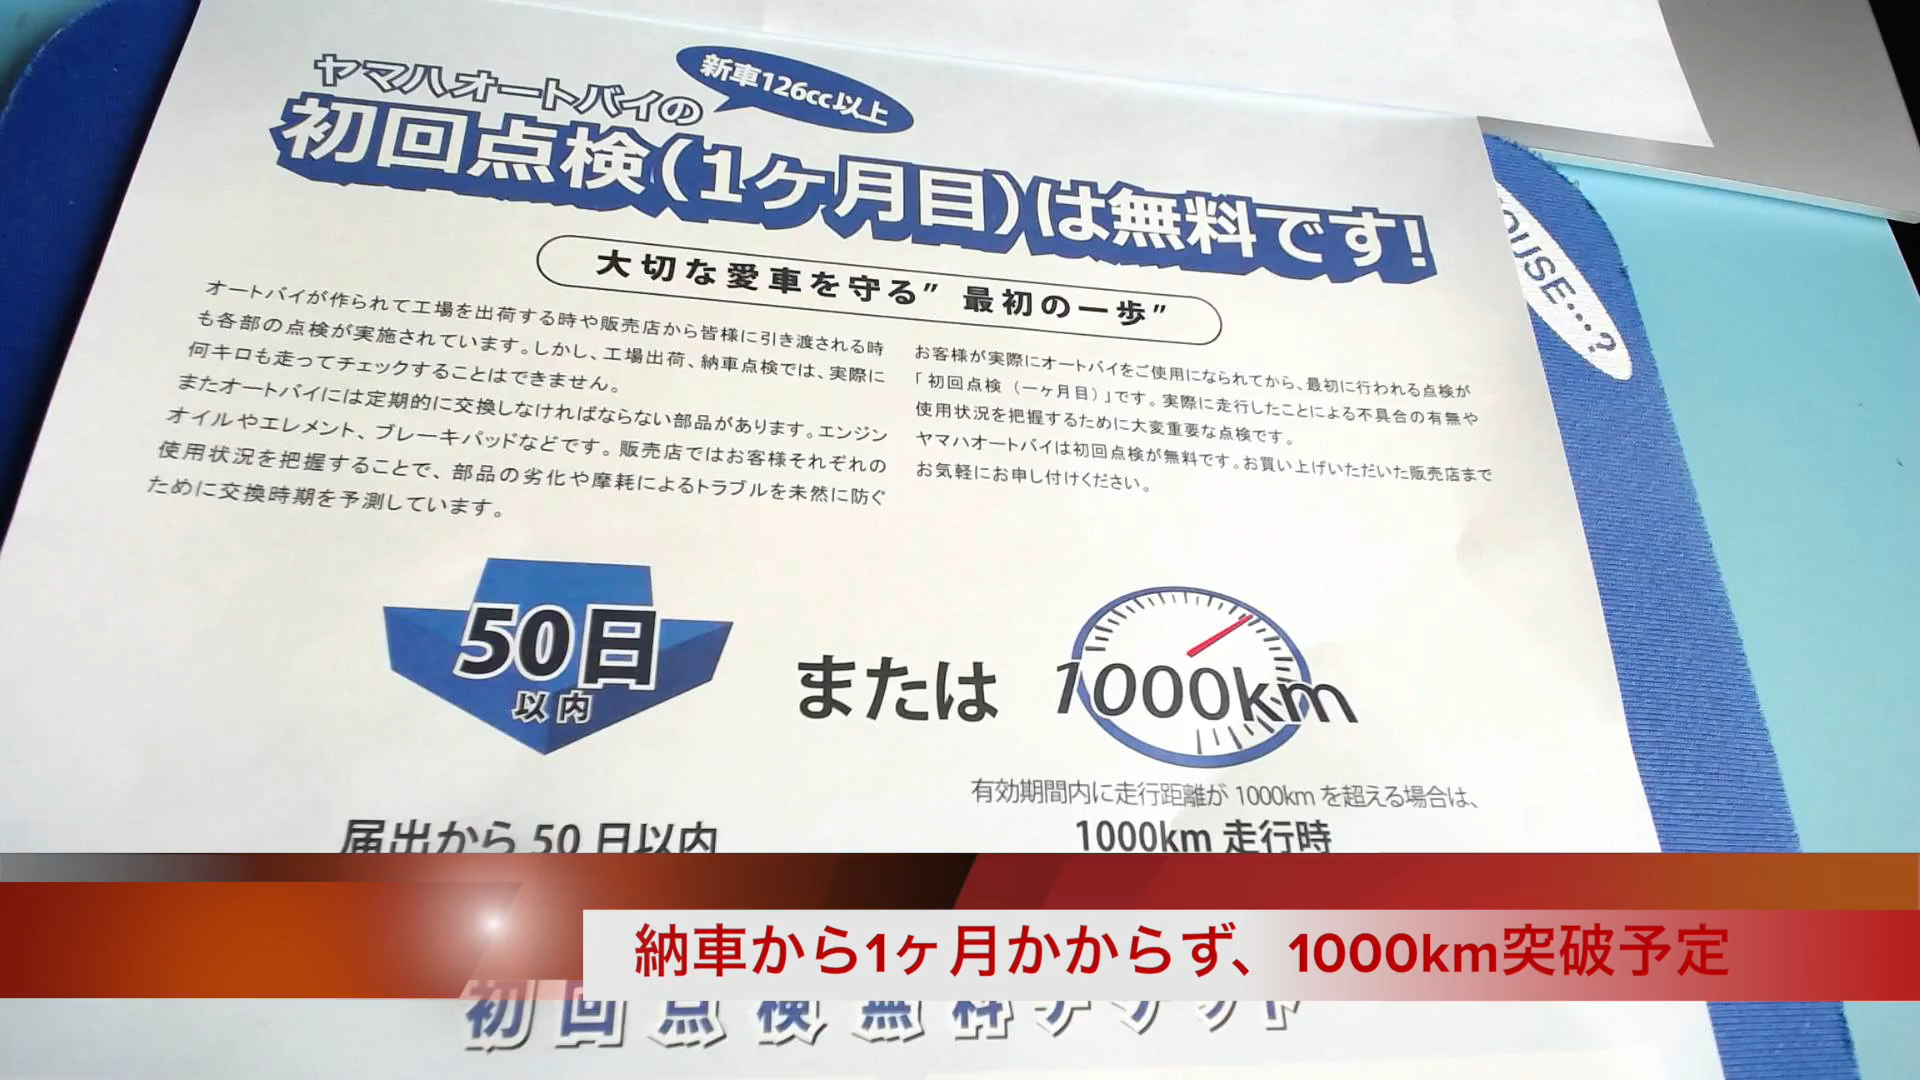 新車126cc以上
ヤマハオートバイの
初回点検(1ヶ月目)は無料です!
大切な愛車を守る” 最初の一歩”
オートバイが作られて工場を出荷する時や販売店から皆様に引き渡される時
も各部の点検が実施されています。しかし、工場出荷、納車点検では、実際に
何キロも走ってチェックすることはできません。
またオートバイには定期的に交換しなければならない部品があります。エンジン
オイルやエレメント、ブレーキパッドなどです。販売店ではお客様それぞれの
使用状況を把握することで、部品の劣化や摩耗によるトラブルを未然に防ぐ
ために交換時期を予測しています。
お客様が実際にオートバイをご使用になられてから、最初に行われる点検が
「初回点検(一ヶ月目)」です。実際に走行したことによる不具合の有無や
使用状況を把握するために大変重要な点検です。
ヤマハオートバイは初回点検が無料です。お買い上げいただいた販売店まで
お気軽にお申し付けください。
OUSE…?
50日
以内
または
1000km
有効期間内に走行距離が 1000km を超える場合は、
届出から 50 日以内
1000km 走行時
納車から1ヶ月かからず、1000km突破予定
初回点検無料チケット